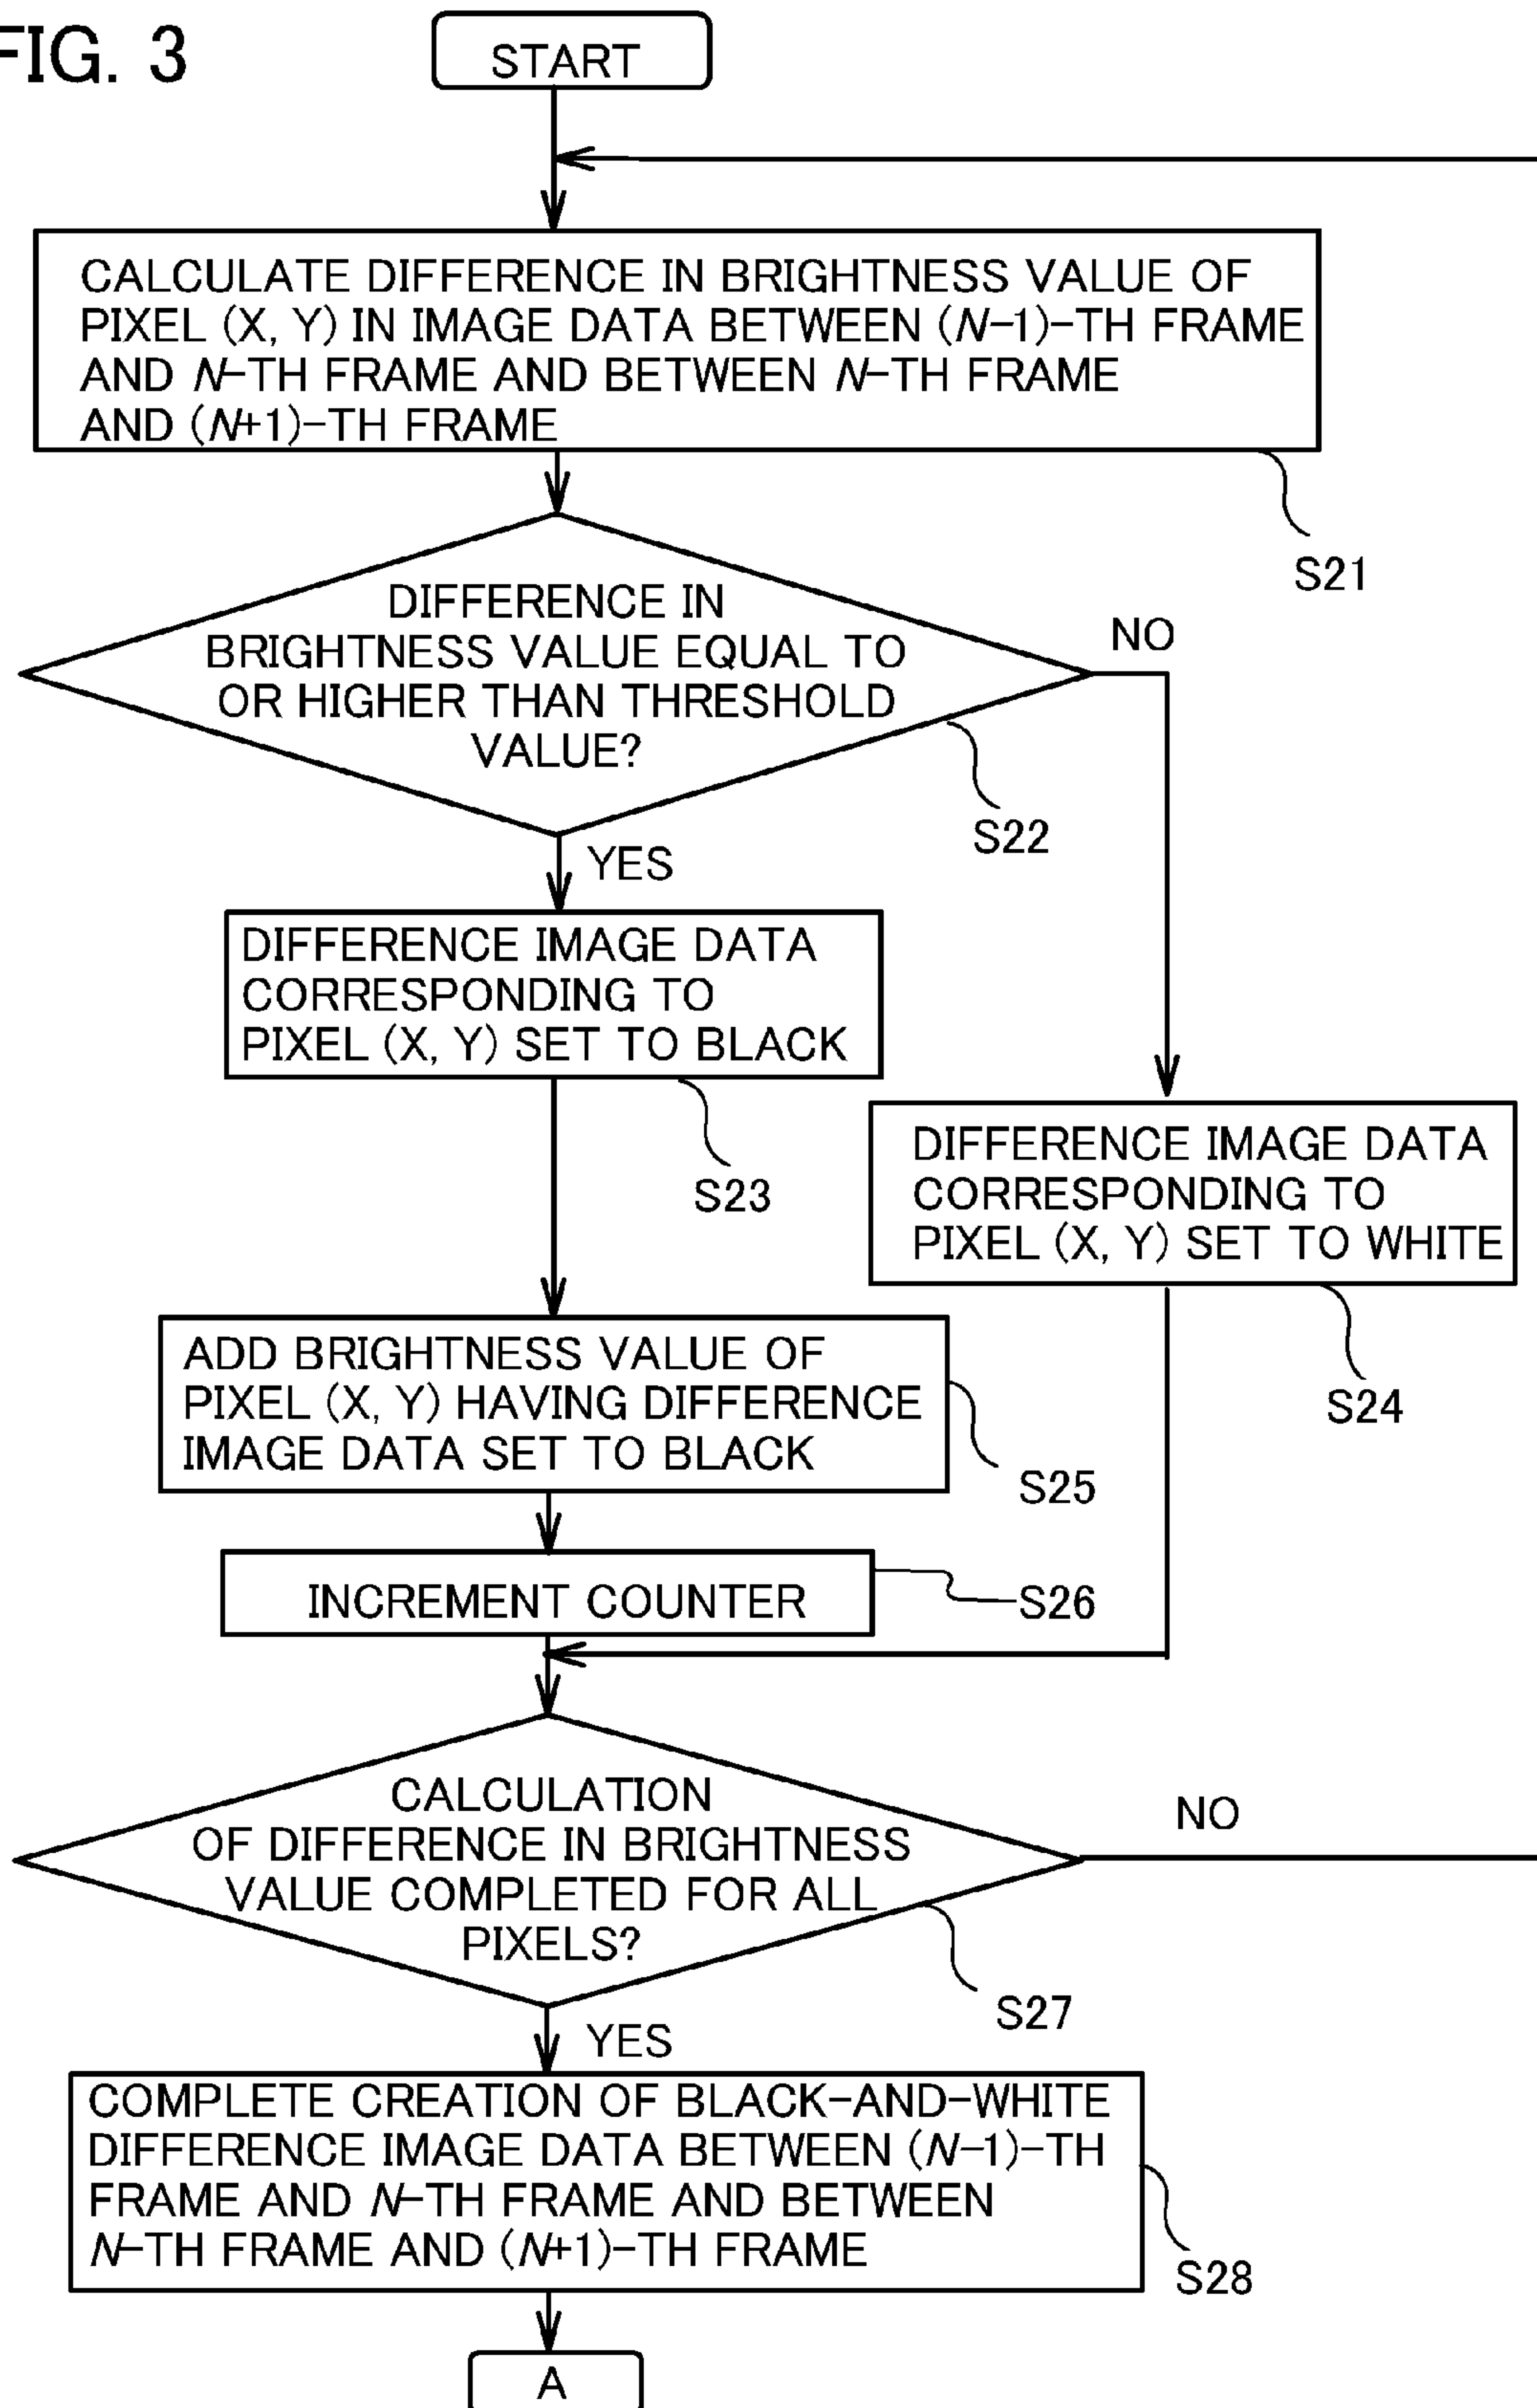 FIG. 3
START
CALCULATE DIFFERENCE IN BRIGHTNESS VALUE OF
PIXEL (X, Y) IN IMAGE DATA BETWEEN (N-1)-TH FRAME
AND N-TH FRAME AND BETWEEN N-TH FRAME
AND (N+1)-TH FRAME
S21
DIFFERENCE IN
BRIGHTNESS VALUE EQUAL TO
OR HIGHER THAN THRESHOLD
VALUE?
NO
S22
YES
DIFFERENCE IMAGE DATA
CORRESPONDING TO
PIXEL (X, Y) SET TO BLACK
S23
DIFFERENCE IMAGE DATA
CORRESPONDING TO
PIXEL (X, Y) SET TO WHITE
S24
ADD BRIGHTNESS VALUE OF
PIXEL (X, Y) HAVING DIFFERENCE
IMAGE DATA SET TO BLACK
S25
INCREMENT COUNTER
S26
CALCULATION
OF DIFFERENCE IN BRIGHTNESS
VALUE COMPLETED FOR ALL
PIXELS?
NO
S27
YES
COMPLETE CREATION OF BLACK-AND-WHITE
DIFFERENCE IMAGE DATA BETWEEN (N-1)-TH
FRAME AND N-TH FRAME AND BETWEEN
N-TH FRAME AND (N+1)-TH FRAME
S28
A